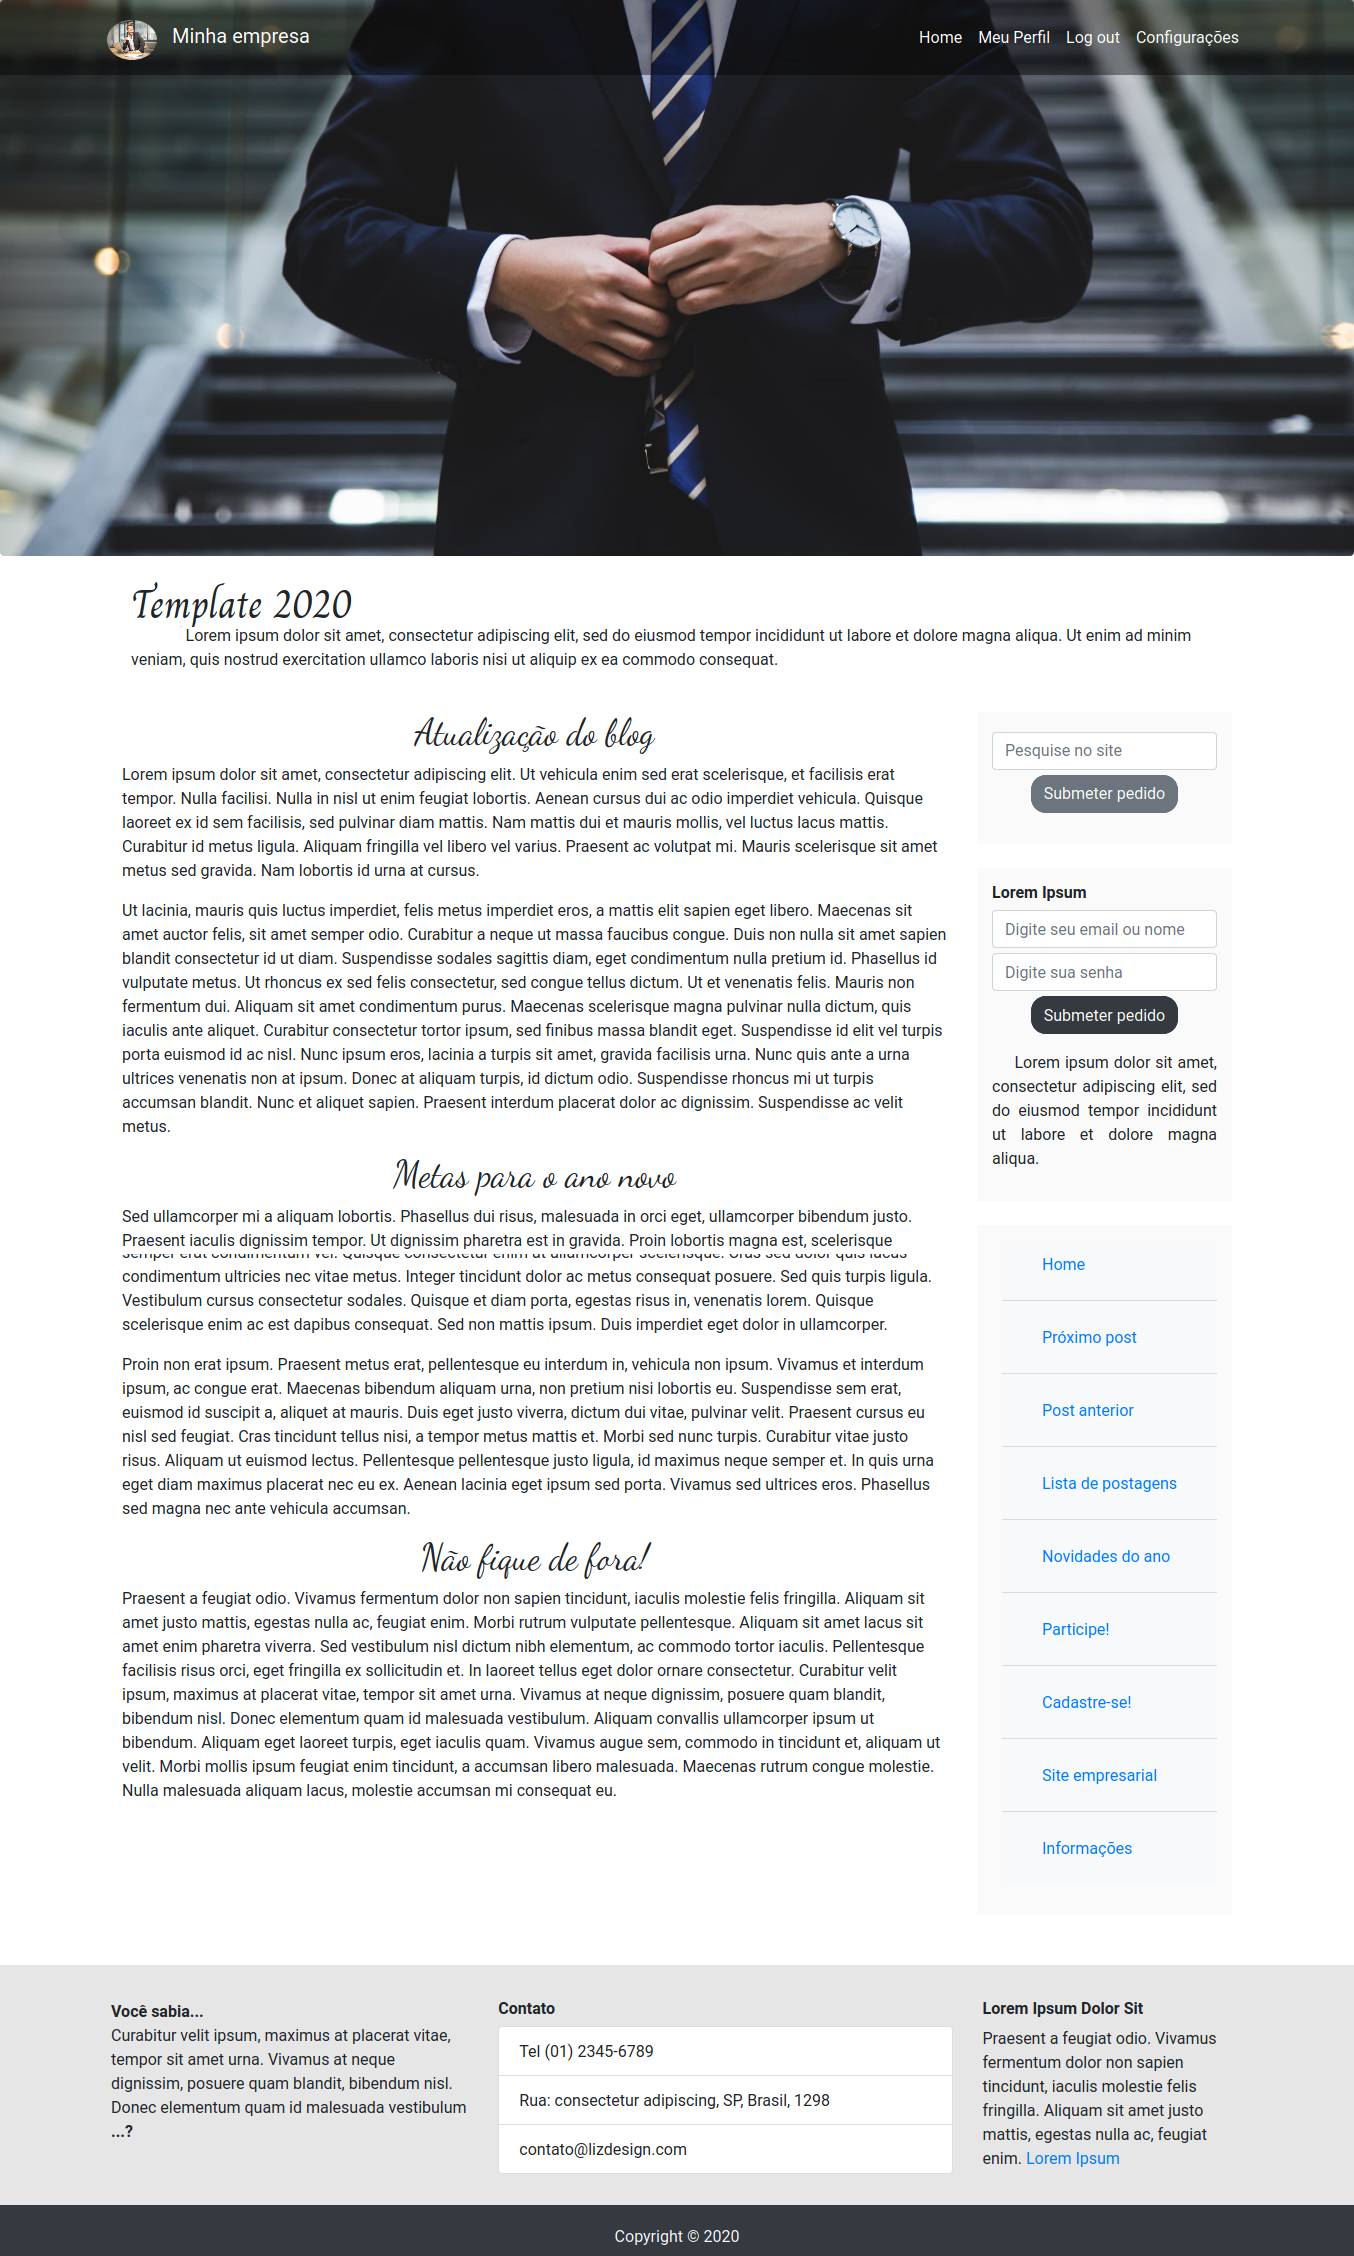 Minha empresa
Home Meu Perfil Log out Configurações
Template 2020
Lorem ipsum dolor sit amet, consectetur adipiscing elit, sed do eiusmod tempor incididunt ut labore et dolore magna aliqua. Ut enim ad minim
veniam, quis nostrud exercitation ullamco laboris nisi ut aliquip ex ea commodo consequat.
Atualização do blog
Lorem ipsum dolor sit amet, consectetur adipiscing elit. Ut vehicula enim sed erat scelerisque, et facilisis erat
tempor. Nulla facilisi. Nulla in nisl ut enim feugiat lobortis. Aenean cursus dui ac odio imperdiet vehicula. Quisque
laoreet ex id sem facilisis, sed pulvinar diam mattis. Nam mattis dui et mauris mollis, vel luctus lacus mattis.
Curabitur id metus ligula. Aliquam fringilla vel libero vel varius. Praesent ac volutpat mi. Mauris scelerisque sit amet
metus sed gravida. Nam lobortis id urna at cursus.
Ut lacinia, mauris quis luctus imperdiet, felis metus imperdiet eros, a mattis elit sapien eget libero. Maecenas sit
amet auctor felis, sit amet semper odio. Curabitur a neque ut massa faucibus congue. Duis non nulla sit amet sapien
blandit consectetur id ut diam. Suspendisse sodales sagittis diam, eget condimentum nulla pretium id. Phasellus id
vulputate metus. Ut rhoncus ex sed felis consectetur, sed congue tellus dictum. Ut et venenatis felis. Mauris non
fermentum dui. Aliquam sit amet condimentum purus. Maecenas scelerisque magna pulvinar nulla dictum, quis
iaculis ante aliquet. Curabitur consectetur tortor ipsum, sed finibus massa blandit eget. Suspendisse id elit vel turpis
porta euismod id ac nisl. Nunc ipsum eros, lacinia a turpis sit amet, gravida facilisis urna. Nunc quis ante a urna
ultrices venenatis non at ipsum. Donec at aliquam turpis, id dictum odio. Suspendisse rhoncus mi ut turpis
accumsan blandit. Nunc et aliquet sapien. Praesent interdum placerat dolor ac dignissim. Suspendisse ac velit
metus.
Metas para o ano novo
Sed ullamcorper mi a aliquam lobortis. Phasellus dui risus, malesuada in orci eget, ullamcorper bibendum justo.
Praesent iaculis dignissim tempor. Ut dignissim pharetra est in gravida. Proin lobortis magna est, scelerisque
semper erat condimentum vel. Quisque consectetur enim at ullamcorper scelerisque. Cras sed dolor quis lacus
condimentum ultricies nec vitae metus. Integer tincidunt dolor ac metus consequat posuere. Sed quis turpis ligula.
Vestibulum cursus consectetur sodales. Quisque et diam porta, egestas risus in, venenatis lorem. Quisque
scelerisque enim ac est dapibus consequat. Sed non mattis ipsum. Duis imperdiet eget dolor in ullamcorper.
Proin non erat ipsum. Praesent metus erat, pellentesque eu interdum in, vehicula non ipsum. Vivamus et interdum
ipsum, ac congue erat. Maecenas bibendum aliquam urna, non pretium nisi lobortis eu. Suspendisse sem erat,
euismod id suscipit a, aliquet at mauris. Duis eget justo viverra, dictum dui vitae, pulvinar velit. Praesent cursus eu
nisl sed feugiat. Cras tincidunt tellus nisi, a tempor metus mattis et. Morbi sed nunc turpis. Curabitur vitae justo
risus. Aliquam ut euismod lectus. Pellentesque pellentesque justo ligula, id maximus neque semper et. In quis urna
eget diam maximus placerat nec eu ex. Aenean lacinia eget ipsum sed porta. Vivamus sed ultrices eros. Phasellus
sed magna nec ante vehicula accumsan.
Não fique de fora!
Praesent a feugiat odio. Vivamus fermentum dolor non sapien tincidunt, iaculis molestie felis fringilla. Aliquam sit
amet justo mattis, egestas nulla ac, feugiat enim. Morbi rutrum vulputate pellentesque. Aliquam sit amet lacus sit
amet enim pharetra viverra. Sed vestibulum nisl dictum nibh elementum, ac commodo tortor iaculis. Pellentesque
facilisis risus orci, eget fringilla ex sollicitudin et. In laoreet tellus eget dolor ornare consectetur. Curabitur velit
ipsum, maximus at placerat vitae, tempor sit amet urna. Vivamus at neque dignissim, posuere quam blandit,
bibendum nisl. Donec elementum quam id malesuada vestibulum. Aliquam convallis ullamcorper ipsum ut
bibendum. Aliquam eget laoreet turpis, eget iaculis quam. Vivamus augue sem, commodo in tincidunt et, aliquam ut
velit. Morbi mollis ipsum feugiat enim tincidunt, a accumsan libero malesuada. Maecenas rutrum congue molestie.
Nulla malesuada aliquam lacus, molestie accumsan mi consequat eu.
Pesquise no site
Submeter pedido
Lorem Ipsum
Digite seu email ou nome
Digite sua senha
Submeter pedido
Lorem ipsum dolor sit amet,
consectetur adipiscing elit, sed
do eiusmod tempor incididunt
ut labore et dolore magna
aliqua.
Home
Próximo post
Post anterior
Lista de postagens
Novidades do ano
Participe!
Cadastre-se!
Site empresarial
Informações
Você sabia...
Curabitur velit ipsum, maximus at placerat vitae,
tempor sit amet urna. Vivamus at neque
dignissim, posuere quam blandit, bibendum nisl.
Donec elementum quam id malesuada vestibulum
...?
Contato
Tel (01) 2345-6789
Rua: consectetur adipiscing, SP, Brasil, 1298
contato@lizdesign.com
Lorem Ipsum Dolor Sit
Praesent a feugiat odio. Vivamus
fermentum dolor non sapien
tincidunt, iaculis molestie felis
fringilla. Aliquam sit amet justo
mattis, egestas nulla ac, feugiat
enim. Lorem Ipsum
Copyright © 2020